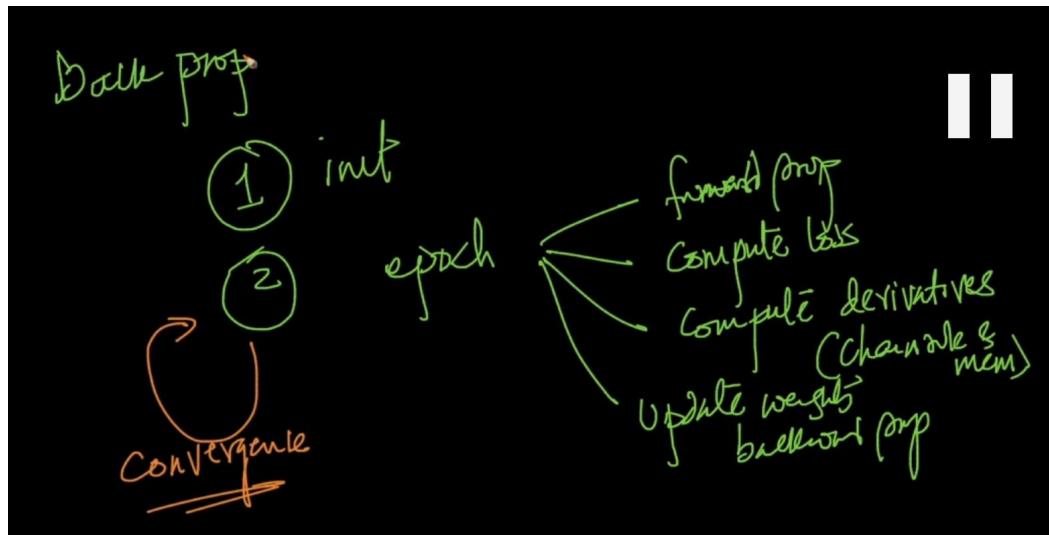 Back prop
1 init
2 epoch
forward prop
Compute loss
Compute derivatives
(Chain rule & mem)
Update weights
backward prop
Convergence